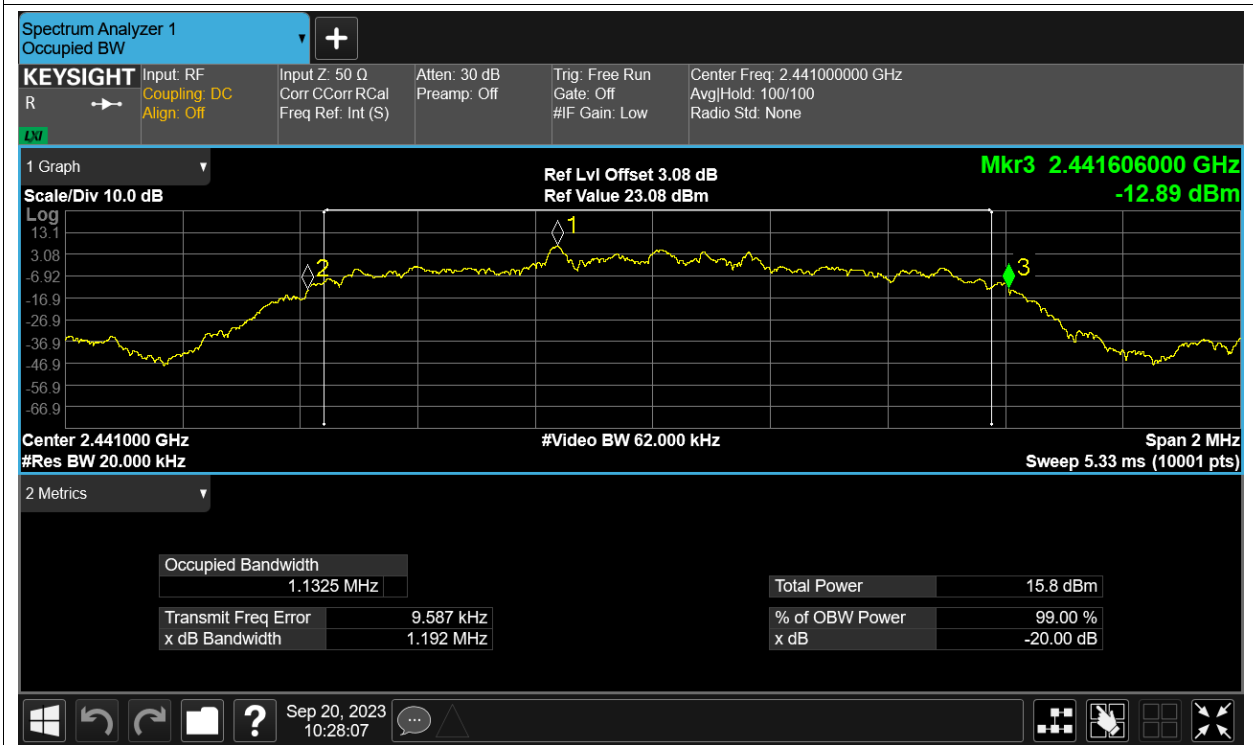 Spectrum Analyzer 1
Occupied BW
KEYSIGHT
R
LXI
Input: RF
Coupling: DC
Align: Off
Input Z: 50 Ω
Corr CCorr RCal
Freq Ref: Int (S)
Atten: 30 dB
Preamp: Off
Trig: Free Run
Gate: Off
#IF Gain: Low
Center Freq: 2.441000000 GHz
Avg|Hold: 100/100
Radio Std: None
1 Graph
Scale/Div 10.0 dB
Ref Lvl Offset 3.08 dB
Ref Value 23.08 dBm
Mkr3 2.441606000 GHz
-12.89 dBm
Log
13.1
3.08
-6.92
-16.9
-26.9
-36.9
-46.9
-56.9
-66.9
1
2
3
Center 2.441000 GHz
#Res BW 20.000 kHz
#Video BW 62.000 kHz
Span 2 MHz
Sweep 5.33 ms (10001 pts)
2 Metrics
Occupied Bandwidth
1.1325 MHz
Transmit Freq Error 9.587 kHz
x dB Bandwidth 1.192 MHz
Total Power 15.8 dBm
% of OBW Power 99.00 %
x dB -20.00 dB
?
Sep 20, 2023
10:28:07